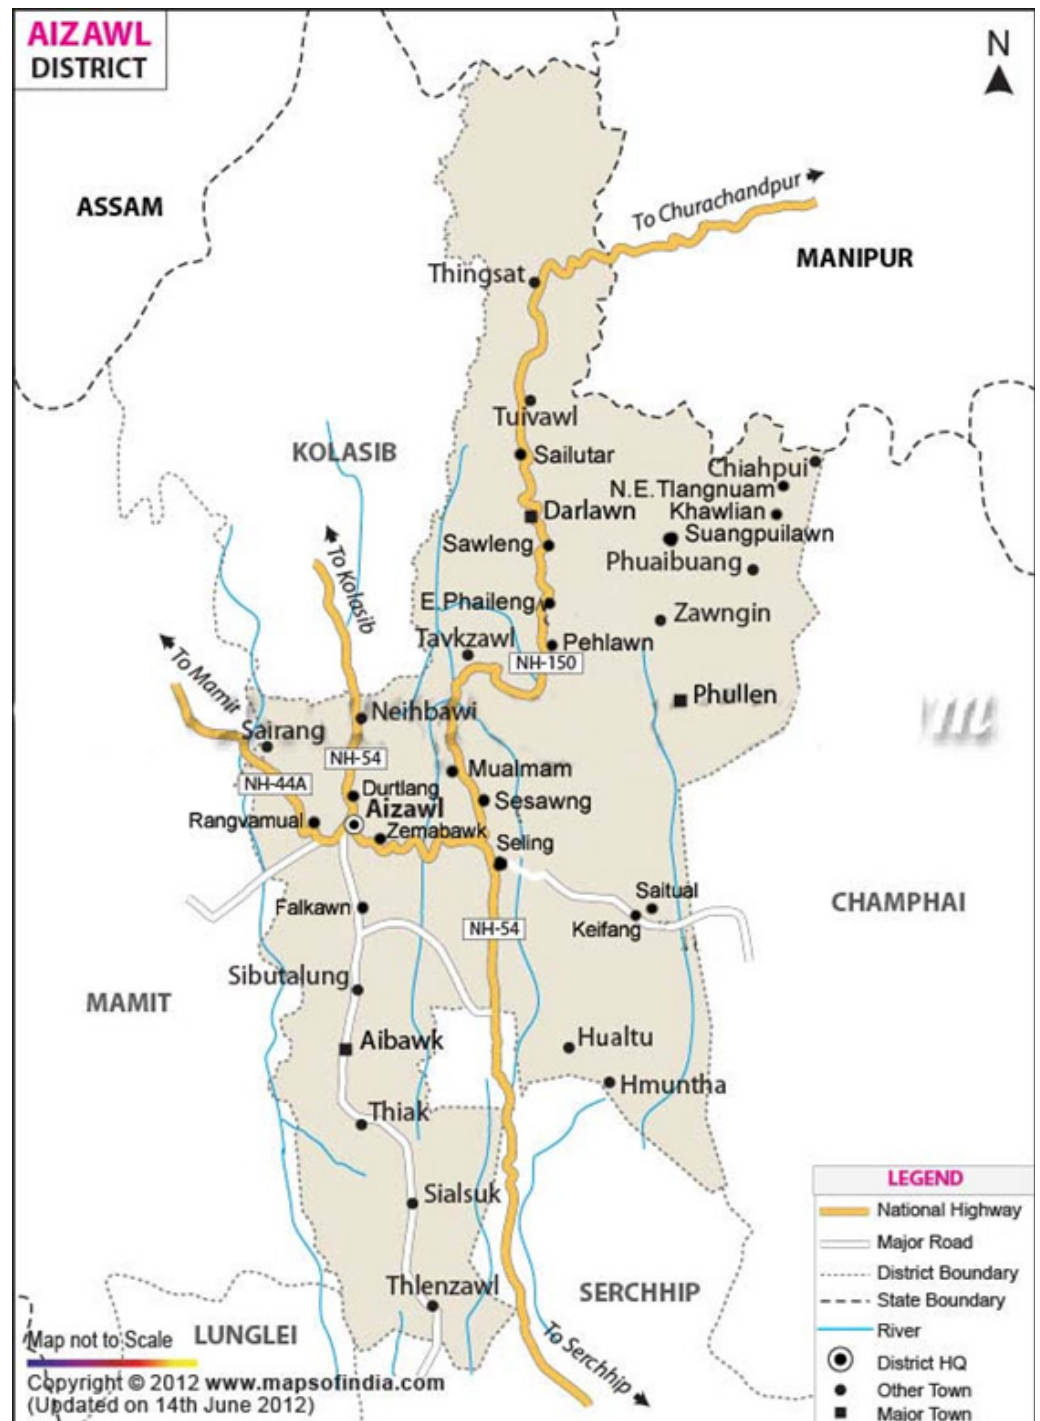 AIZAWL
DISTRICT
N
ASSAM
To Churachandpur
MANIPUR
Thingsat
Tuivawl
KOLASIB
Sailutar
Chiahpui
N.E.Tlangnuam
Darlawn
Khawlian
Suangpuilawn
Sawleng
Phuaibuang
To Kolasib
E.Phaileng
Zawngin
Tavkzawl
Pehlawn
NH-150
To Mamit
Phullen
Neihbawi
m
Sairang
NH-54
Mualmam
NH-44A
Durtlang
Sesawng
Aizawl
Rangvamual
Zemabawk
Seling
Saitual
CHAMPHAI
Falkawn
Keifang
NH-54
Sibutalung
MAMIT
Aibawk
Hualtu
Hmuntha
Thiak
LEGEND
Sialsuk
National Highway
Major Road
District Boundary
Thlenzawl
SERCHHIP
State Boundary
Map not to Scale
LUNGLEI
River
To Serchhip
District HQ
Copyright © 2012 www.mapsofindia.com
Other Town
(Updated on 14th June 2012)
Major Town